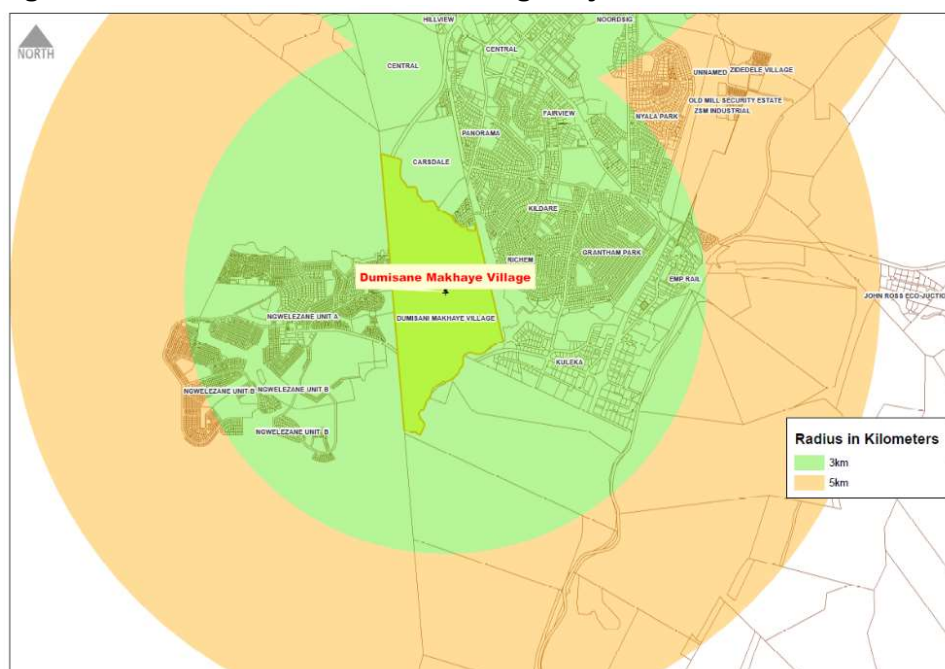 NORTH
HILLVIEW
NOORDSIG
CENTRAL
CENTRAL
UNNAMED
ZIDEDELE VILLAGE
OLD MILL SECURITY ESTATE
ZSM INDUSTRIAL
FAIRVIEW
NYALA PARK
PANORAMA
CARSDALE
KILDARE
GRANTHAM PARK
RICHEM
Dumisane Makhaye Village
EMP RAIL
JOHN ROSS ECO-JUCTION
NGWELEZANE UNIT A
DUMISANI MAKHAYE VILLAGE
KULEKA
NGWELEZANE UNIT B
NGWELEZANE UNIT B
NGWELEZANE UNIT B
Radius in Kilometers
3km
5km